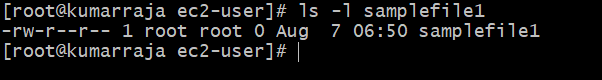 [root@kumarraja ec2-user]# ls -l samplefile1
-rw-r--r-- 1 root root 0 Aug  7 06:50 samplefile1
[root@kumarraja ec2-user]#